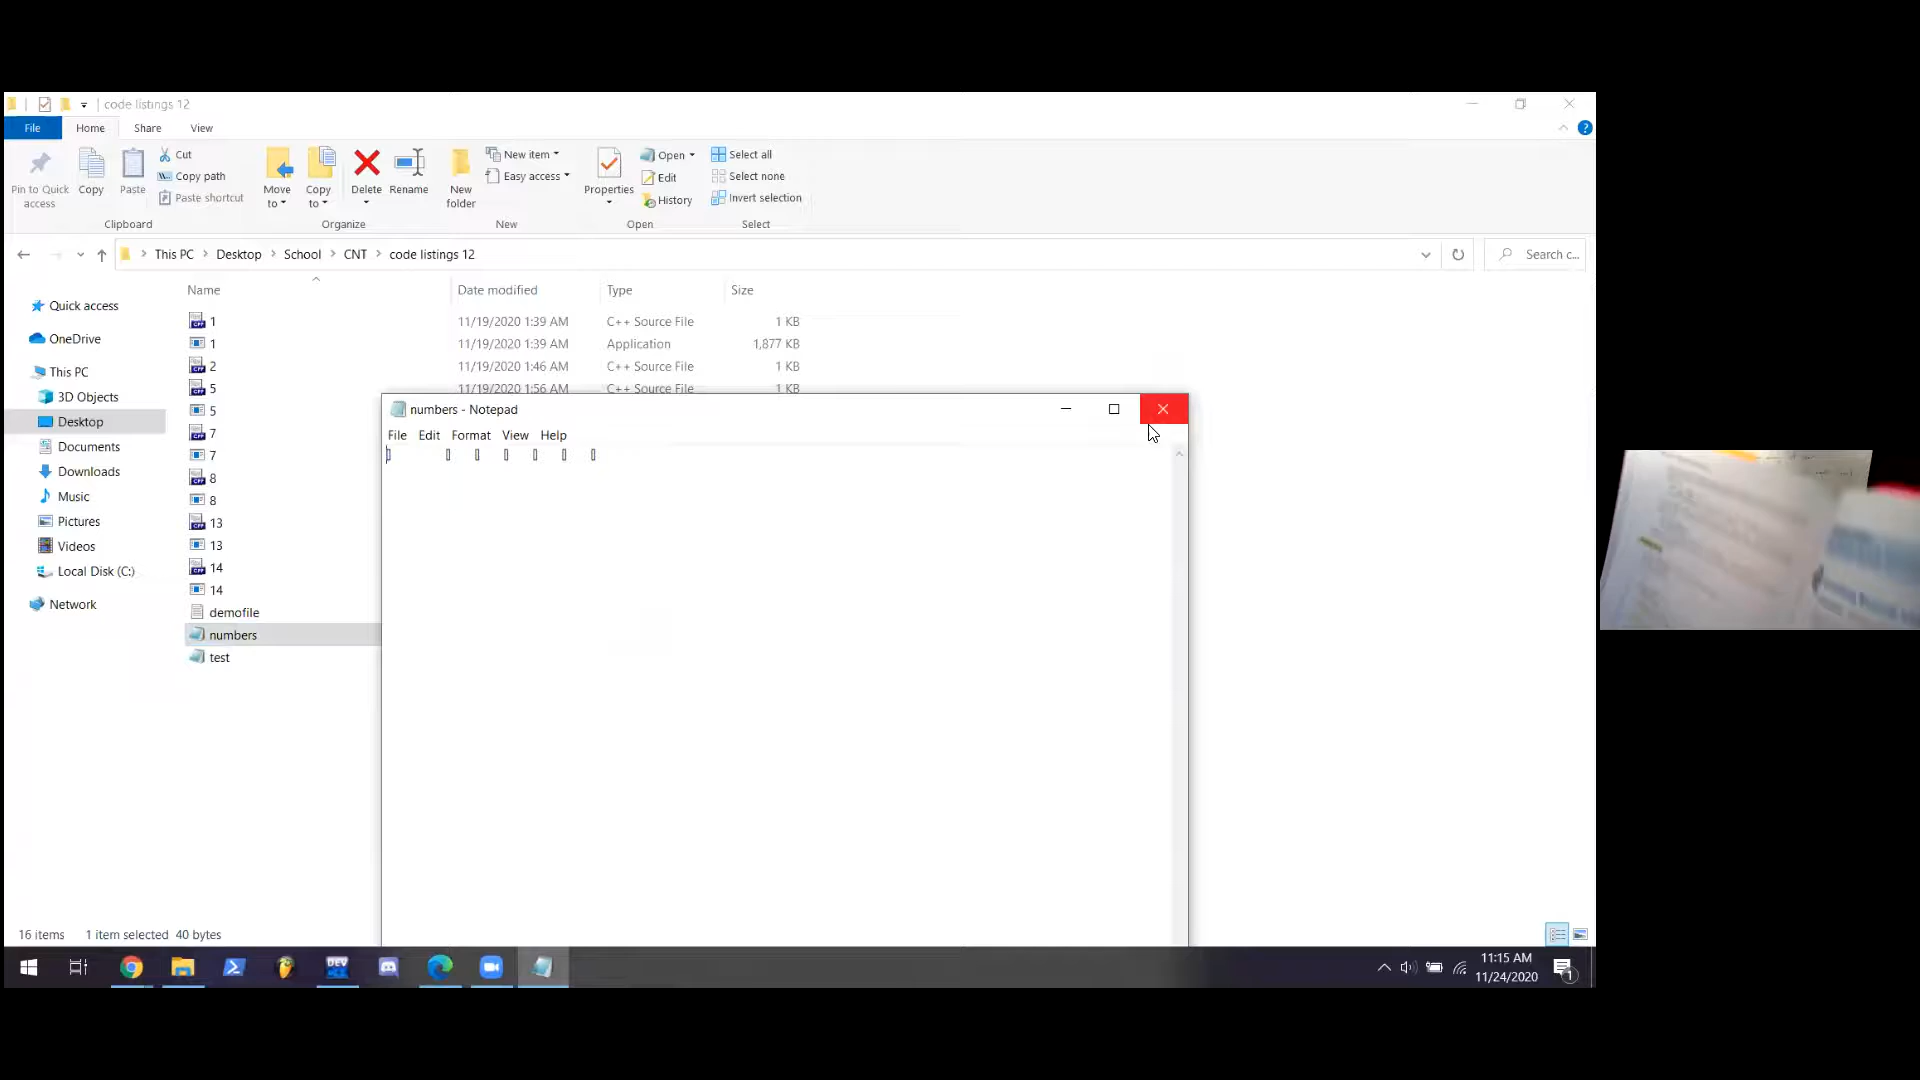 code listings 12
File Home Share View
Pin to Quick access
Copy
Paste
Cut
Copy path
Paste shortcut
Clipboard
Move to
Copy to
Delete
Rename
Organize
New folder
New item
Easy access
New
Properties
Open
Edit
History
Open
Select all
Select none
Invert selection
Select
This PC Desktop School CNT code listings 12
Search c...
Name Date modified Type Size
Quick access
OneDrive
This PC
3D Objects
Desktop
Documents
Downloads
Music
Pictures
Videos
Local Disk (C:)
Network
1 11/19/2020 1:39 AM C++ Source File 1 KB
1 11/19/2020 1:39 AM Application 1,877 KB
2 11/19/2020 1:46 AM C++ Source File 1 KB
5 11/19/2020 1:56 AM C++ Source File 1 KB
5
7
7
8
8
13
13
14
14
demofile
numbers
test
numbers - Notepad
File Edit Format View Help
16 items 1 item selected 40 bytes
DEV
11:15 AM
11/24/2020
1